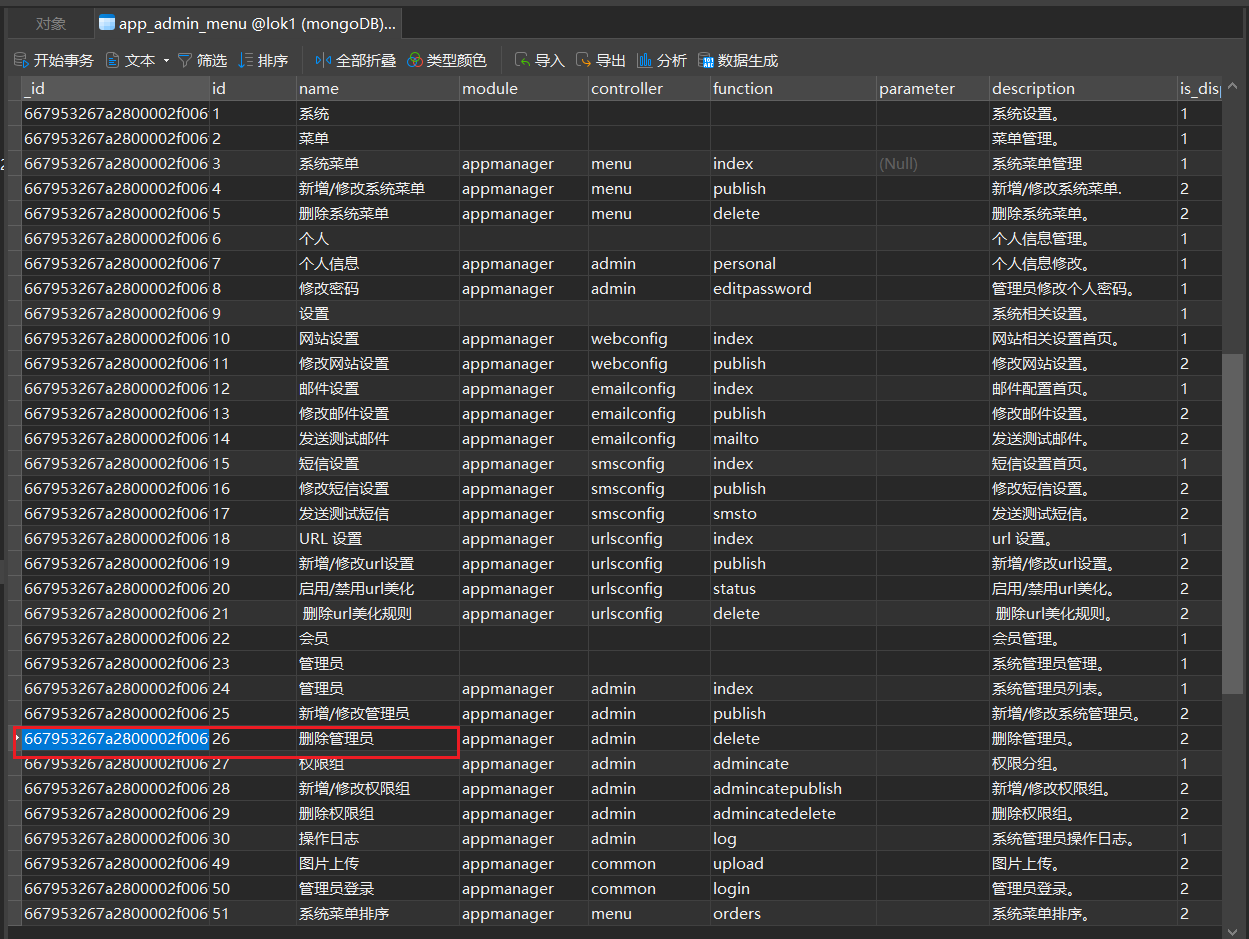 对象 app_admin_menu @lok1 (mongoDB)...
开始事务 文本 筛选 排序 全部折叠 类型颜色 导入 导出 分析 数据生成
_id id name module controller function parameter description is_disp
667953267a2800002f006 1 系统 系统设置。 1
667953267a2800002f006 2 菜单 菜单管理。 1
667953267a2800002f006 3 系统菜单 appmanager menu index (Null) 系统菜单管理 1
667953267a2800002f006 4 新增/修改系统菜单 appmanager menu publish 新增/修改系统菜单. 2
667953267a2800002f006 5 删除系统菜单 appmanager menu delete 删除系统菜单。 2
667953267a2800002f006 6 个人 个人信息管理。 1
667953267a2800002f006 7 个人信息 appmanager admin personal 个人信息修改。 1
667953267a2800002f006 8 修改密码 appmanager admin editpassword 管理员修改个人密码。 1
667953267a2800002f006 9 设置 系统相关设置。 1
667953267a2800002f006 10 网站设置 appmanager webconfig index 网站相关设置首页。 1
667953267a2800002f006 11 修改网站设置 appmanager webconfig publish 修改网站设置。 2
667953267a2800002f006 12 邮件设置 appmanager emailconfig index 邮件配置首页。 1
667953267a2800002f006 13 修改邮件设置 appmanager emailconfig publish 修改邮件设置。 2
667953267a2800002f006 14 发送测试邮件 appmanager emailconfig mailto 发送测试邮件。 2
667953267a2800002f006 15 短信设置 appmanager smsconfig index 短信设置首页。 1
667953267a2800002f006 16 修改短信设置 appmanager smsconfig publish 修改短信设置。 2
667953267a2800002f006 17 发送测试短信 appmanager smsconfig smsto 发送测试短信。 2
667953267a2800002f006 18 URL 设置 appmanager urlsconfig index url 设置。 1
667953267a2800002f006 19 新增/修改url设置 appmanager urlsconfig publish 新增/修改url设置。 2
667953267a2800002f006 20 启用/禁用url美化 appmanager urlsconfig status 启用/禁用url美化。 2
667953267a2800002f006 21 删除url美化规则 appmanager urlsconfig delete 删除url美化规则。 2
667953267a2800002f006 22 会员 会员管理。 1
667953267a2800002f006 23 管理员 系统管理员管理。 1
667953267a2800002f006 24 管理员 appmanager admin index 系统管理员列表。 1
667953267a2800002f006 25 新增/修改管理员 appmanager admin publish 新增/修改系统管理员。 2
667953267a2800002f006 26 删除管理员 appmanager admin delete 删除管理员。 2
667953267a2800002f006 27 权限组 appmanager admin admincate 权限分组。 1
667953267a2800002f006 28 新增/修改权限组 appmanager admin admincatepublish 新增/修改权限组。 2
667953267a2800002f006 29 删除权限组 appmanager admin admincatedelete 删除权限组。 2
667953267a2800002f006 30 操作日志 appmanager admin log 系统管理员操作日志。 1
667953267a2800002f006 49 图片上传 appmanager common upload 图片上传。 2
667953267a2800002f006 50 管理员登录 appmanager common login 管理员登录。 2
667953267a2800002f006 51 系统菜单排序 appmanager menu orders 系统菜单排序。 2